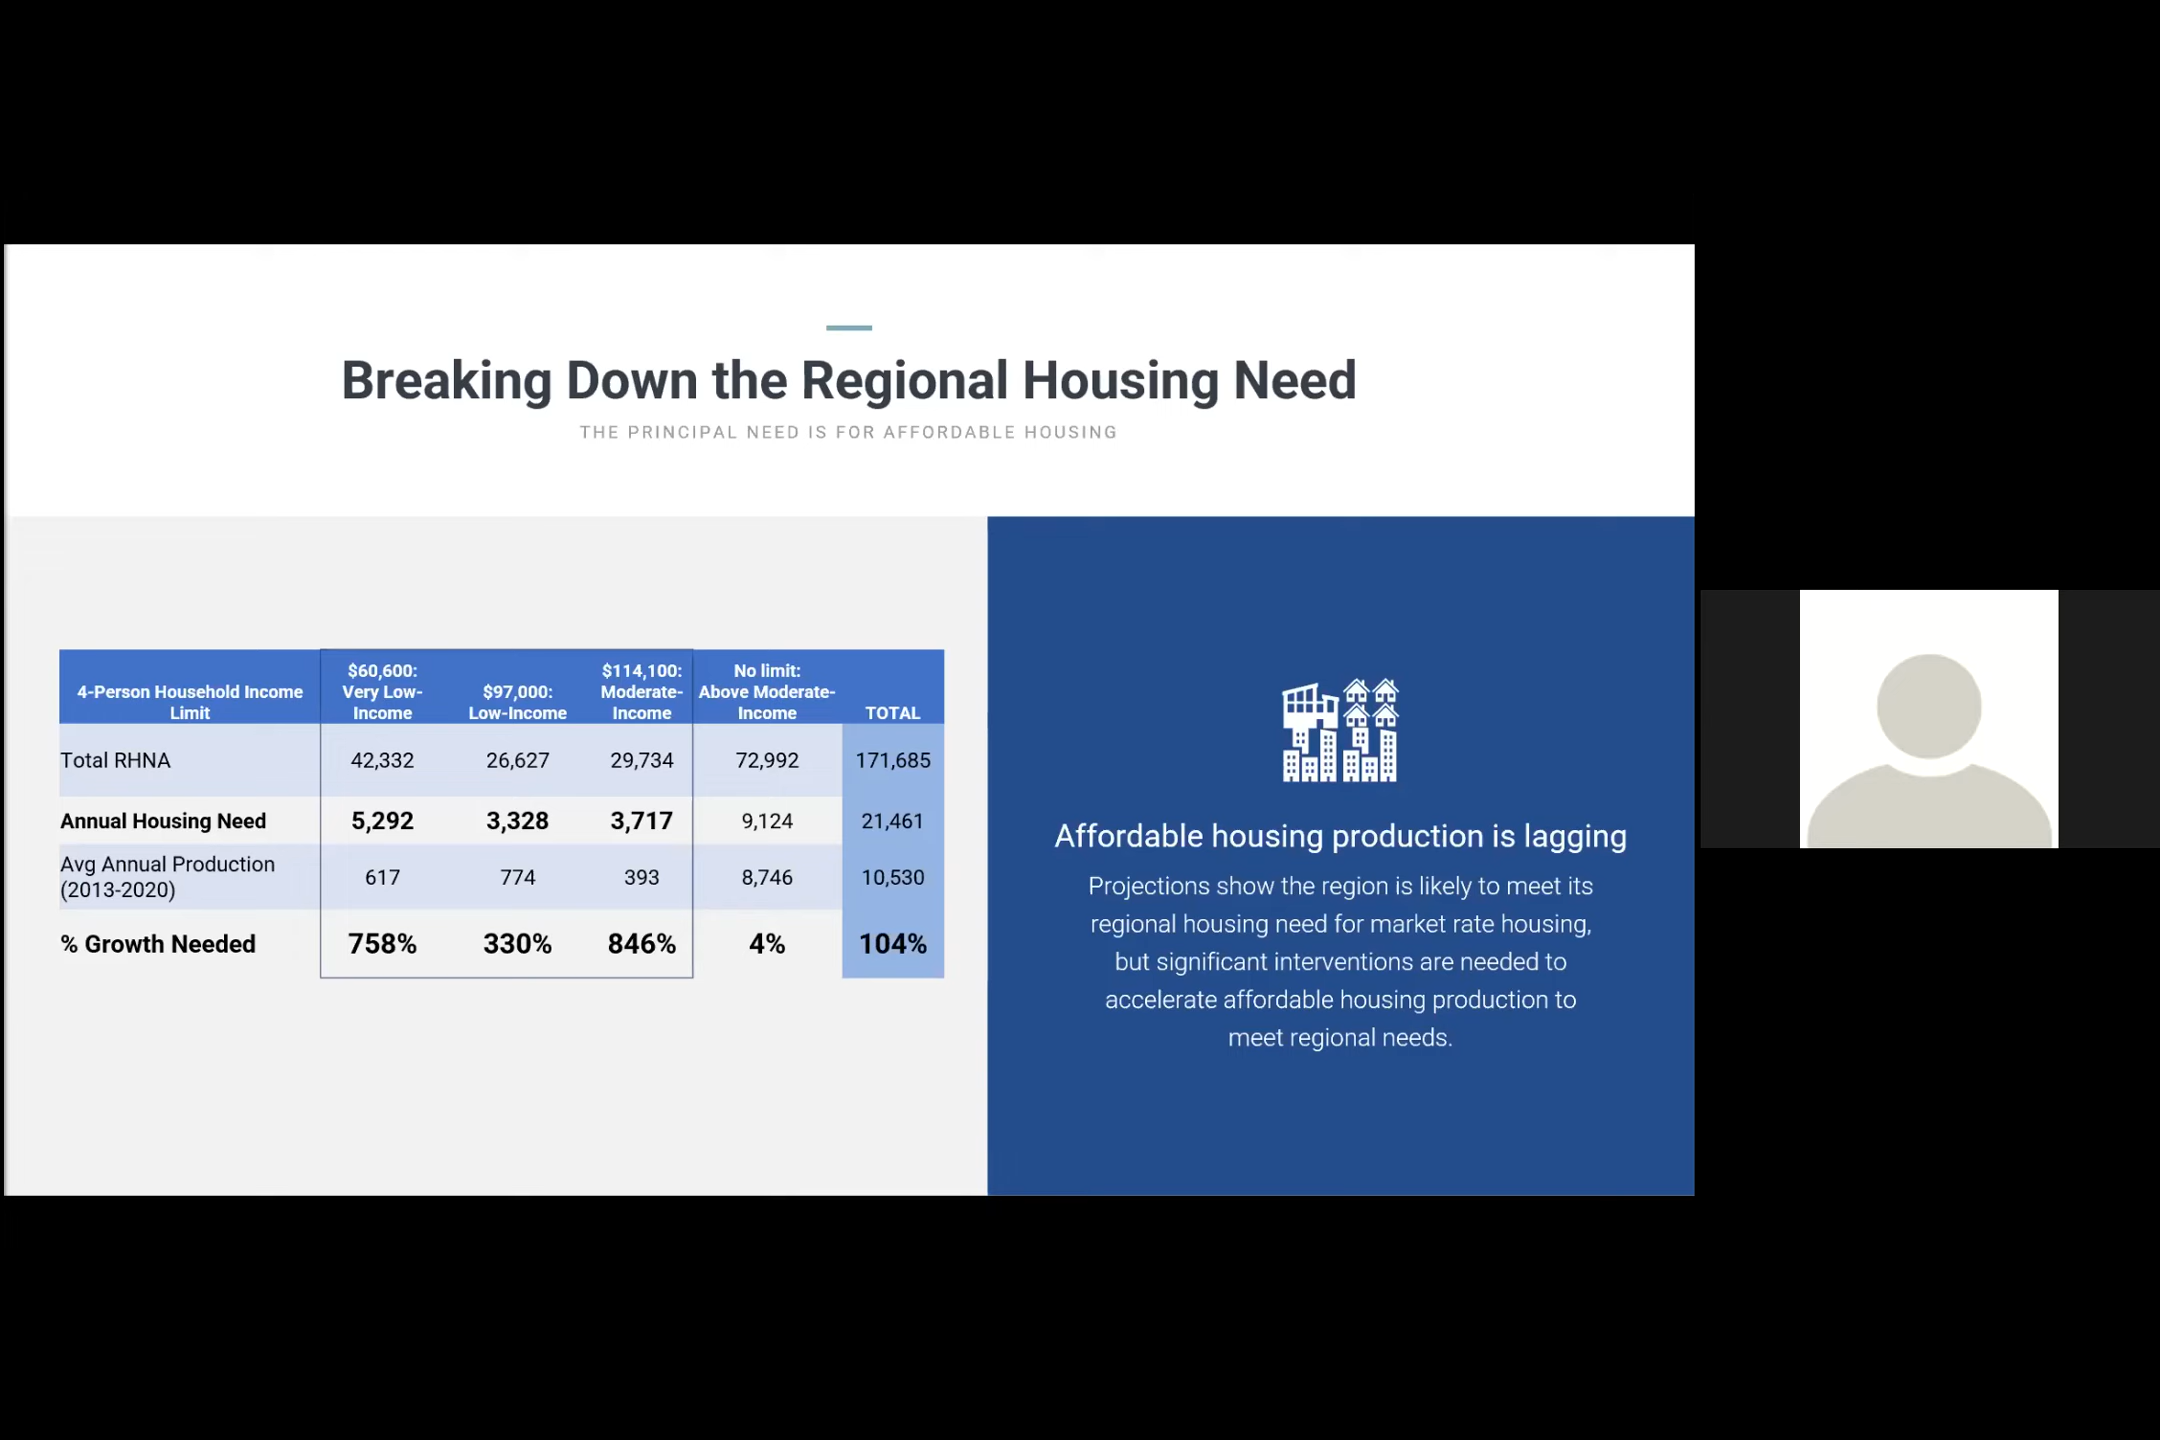 Breaking Down the Regional Housing Need
THE PRINCIPAL NEED IS FOR AFFORDABLE HOUSING
4-Person Household Income
Limit
$60,600:
Very Low-
Income
$97,000:
Low-Income
$114,100:
Moderate-
Income
No limit:
Above Moderate-
Income
TOTAL
Total RHNA 42,332 26,627 29,734 72,992 171,685
Annual Housing Need 5,292 3,328 3,717 9,124 21,461
Avg Annual Production
(2013-2020) 617 774 393 8,746 10,530
% Growth Needed 758% 330% 846% 4% 104%
Affordable housing production is lagging
Projections show the region is likely to meet its
regional housing need for market rate housing,
but significant interventions are needed to
accelerate affordable housing production to
meet regional needs.